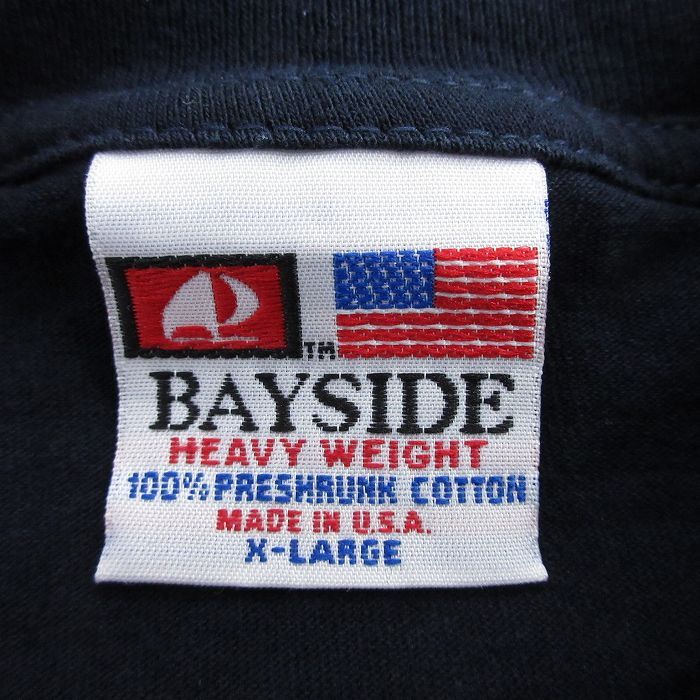 TM
BAYSIDE
HEAVY WEIGHT
100% PRESHRUNK COTTON
MADE IN U.S.A.
X-LARGE